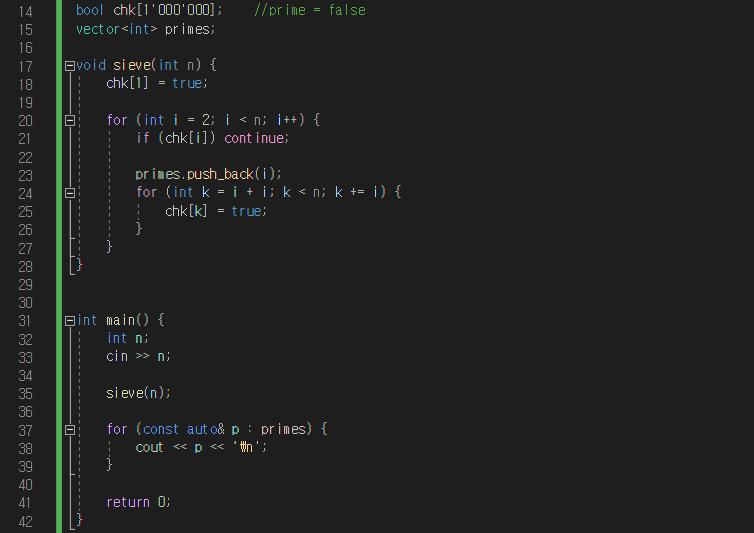 14 bool chk[1'000'000]; //prime = false
15 vector<int> primes;
16
17 void sieve(int n) {
18 chk[1] = true;
19
20 for (int i = 2; i < n; i++) {
21 if (chk[i]) continue;
22
23 primes.push_back(i);
24 for (int k = i + i; k < n; k += i) {
25 chk[k] = true;
26 }
27 }
28 }
29
30
31 int main() {
32 int n;
33 cin >> n;
34
35 sieve(n);
36
37 for (const auto& p : primes) {
38 cout << p << '₩n';
39 }
40
41 return 0;
42 }